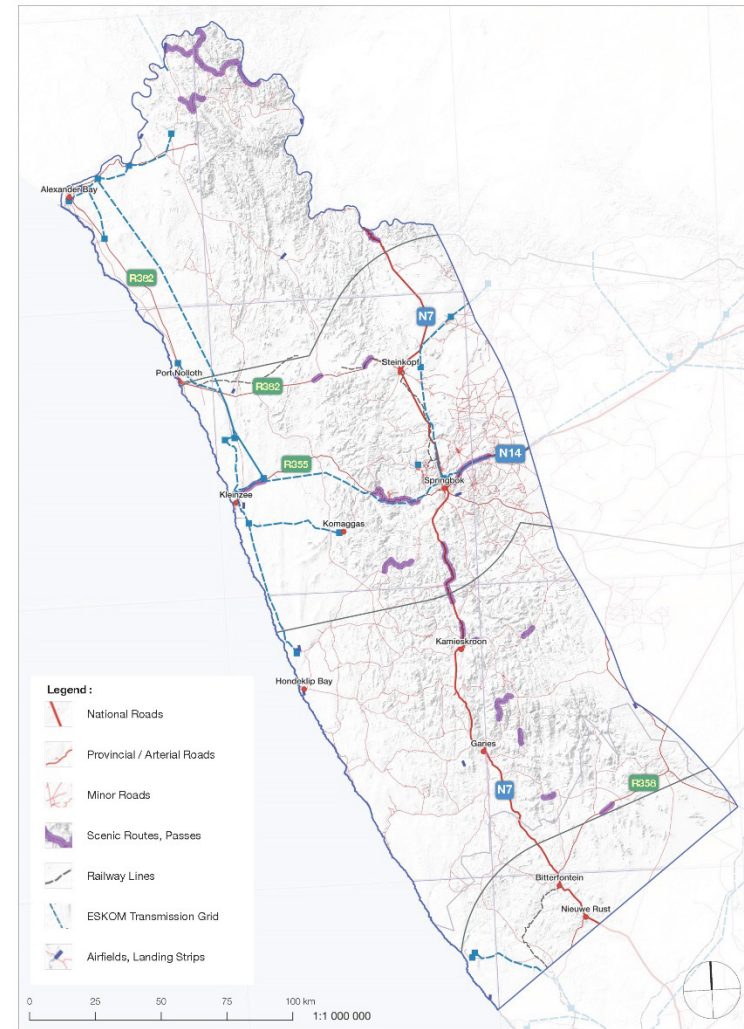 Alexander Bay
R382
N7
Steinkopf
Port Nolloth
R382
N14
R355
Springbok
Kleinzee
Komaggas
Kamieskroon
Hondeklip Bay
Garies
R358
N7
Bitterfontein
Nieuwe Rust
Legend :
National Roads
Provincial / Arterial Roads
Minor Roads
Scenic Routes, Passes
Railway Lines
ESKOM Transmission Grid
Airfields, Landing Strips
0 25 50 75 100 km
1:1 000 000